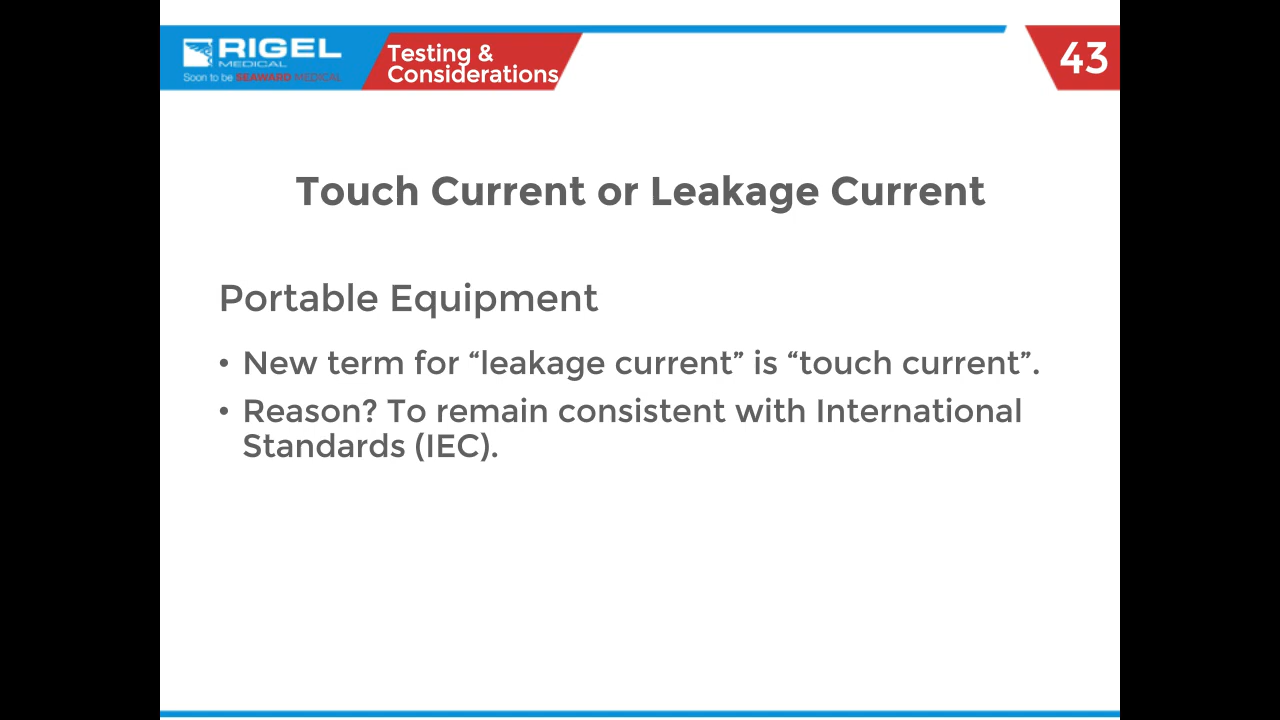 RIGEL
MEDICAL
Soon to be SEAWARD MEDICAL
Testing &
Considerations
43
Touch Current or Leakage Current
Portable Equipment
• New term for “leakage current” is “touch current”.
• Reason? To remain consistent with International
Standards (IEC).